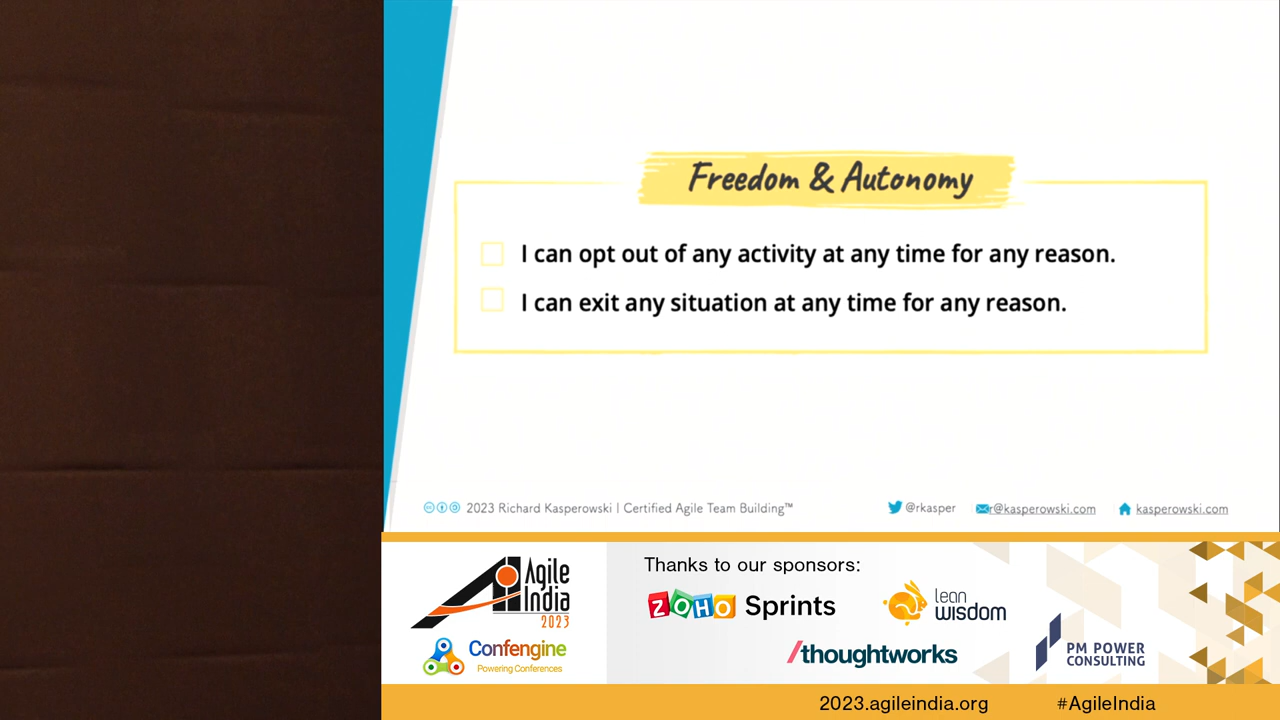 Freedom & Autonomy
I can opt out of any activity at any time for any reason.
I can exit any situation at any time for any reason.
2023 Richard Kasperowski | Certified Agile Team Building™
@rkasper
r@kasperowski.com
kasperowski.com
Agile
India
2023
Confengine
Powering Conferences
Thanks to our sponsors:
ZOHO Sprints
lean
wisdom
/thoughtworks
PM POWER
CONSULTING
2023.agileindia.org
#AgileIndia